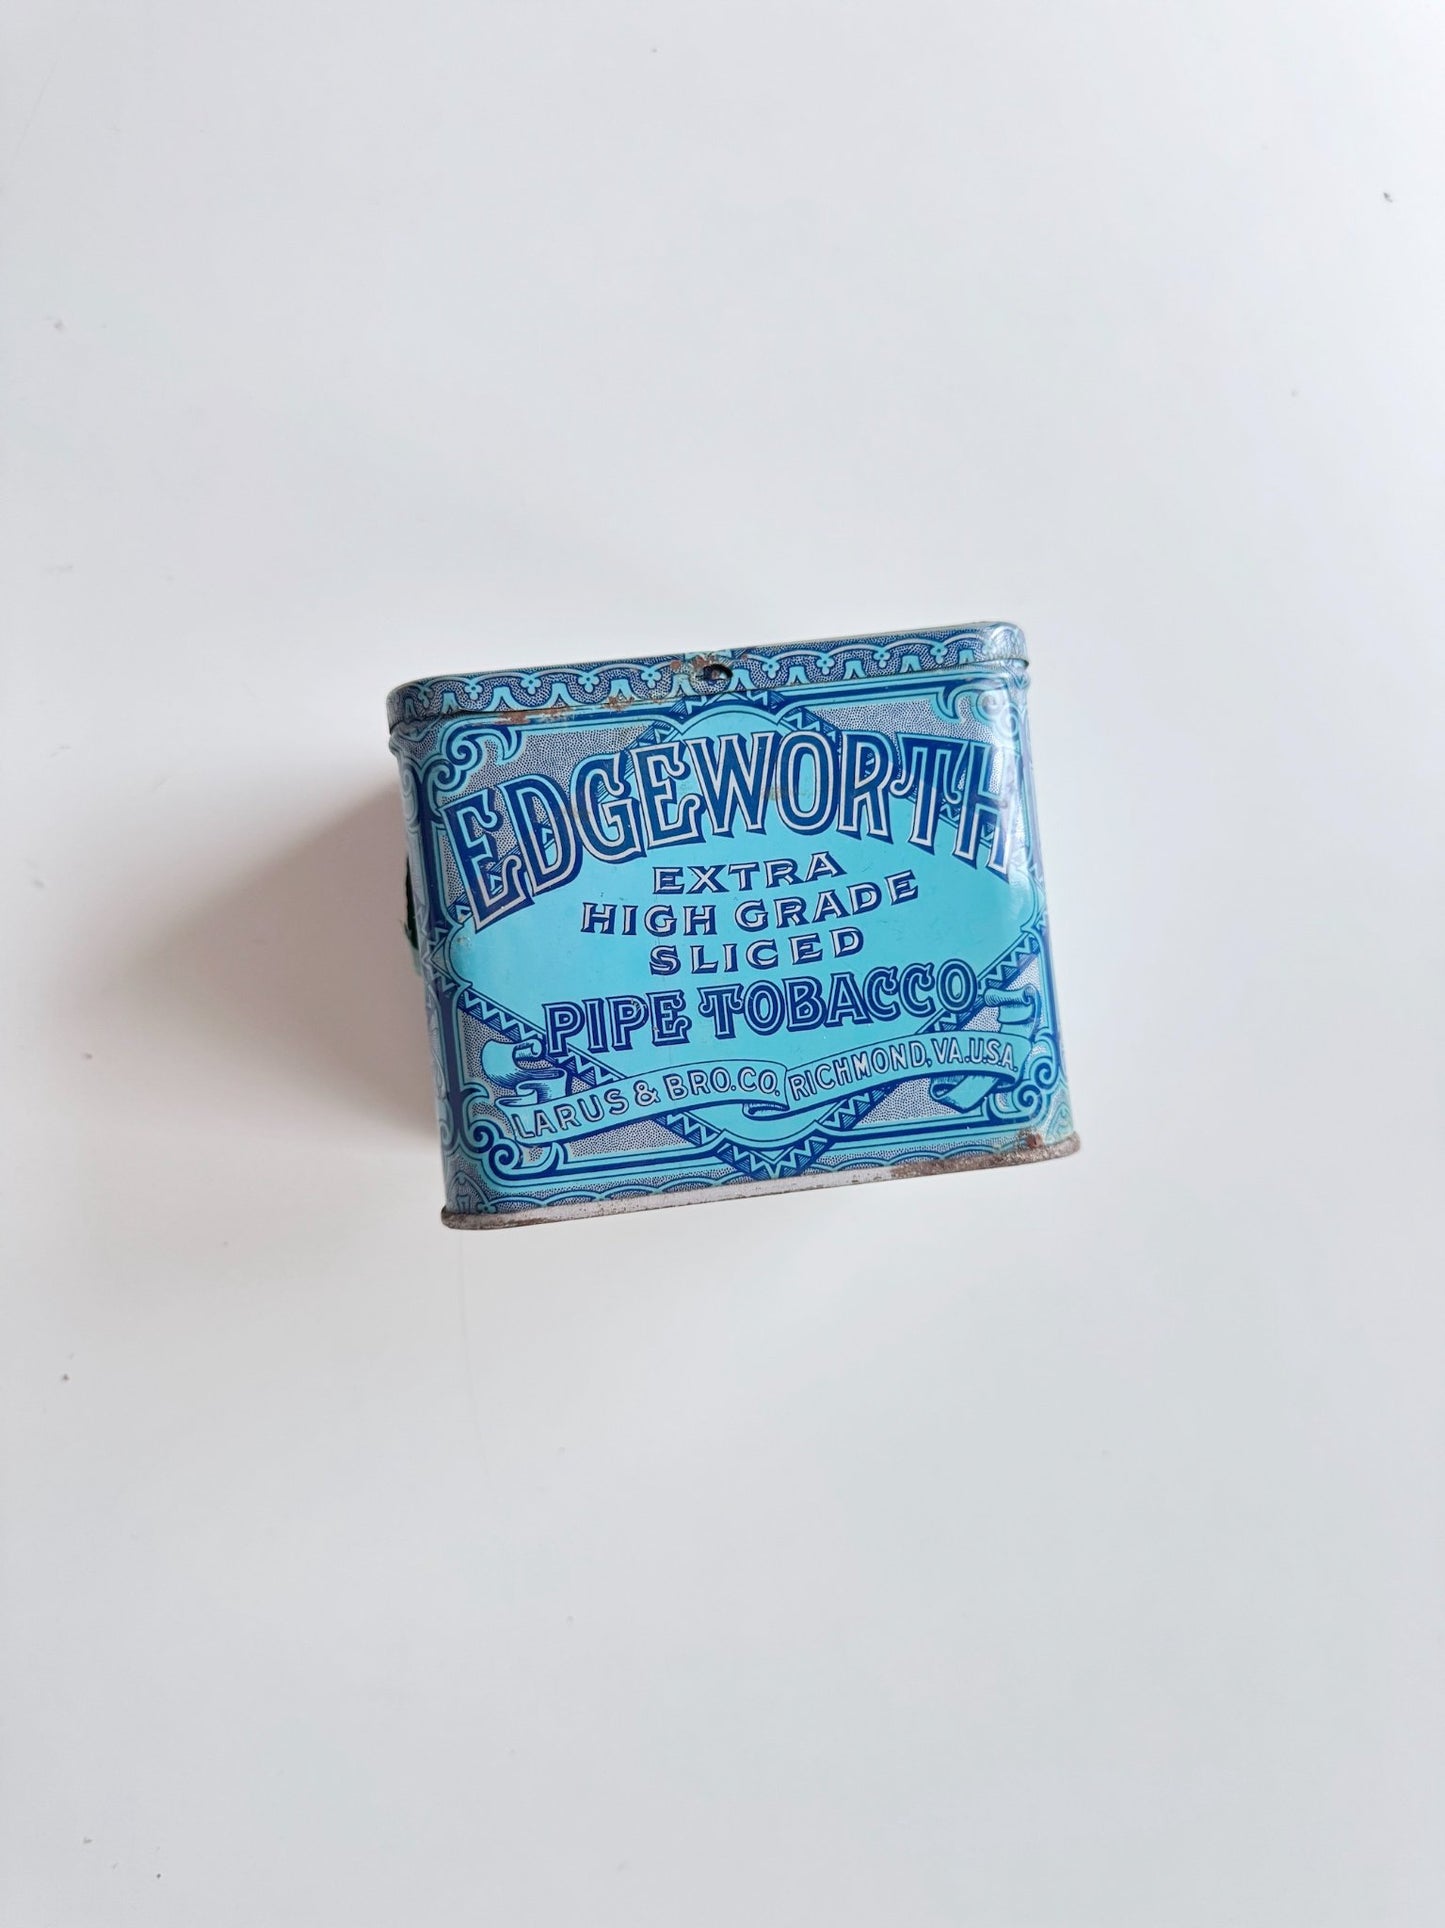 EDGEWORTH
EXTRA
HIGH GRADE
SLICED
PIPE TOBACCO
LARUS & BRO. CO. RICHMOND, VA. U.S.A.